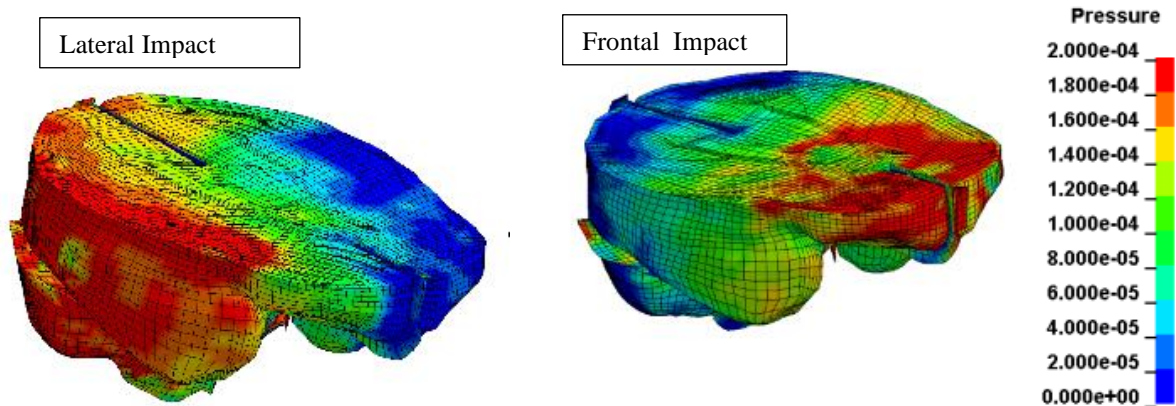 Lateral Impact
Frontal Impact
Pressure
2.000e-04
1.800e-04
1.600e-04
1.400e-04
1.200e-04
1.000e-04
8.000e-05
6.000e-05
4.000e-05
2.000e-05
0.000e+00